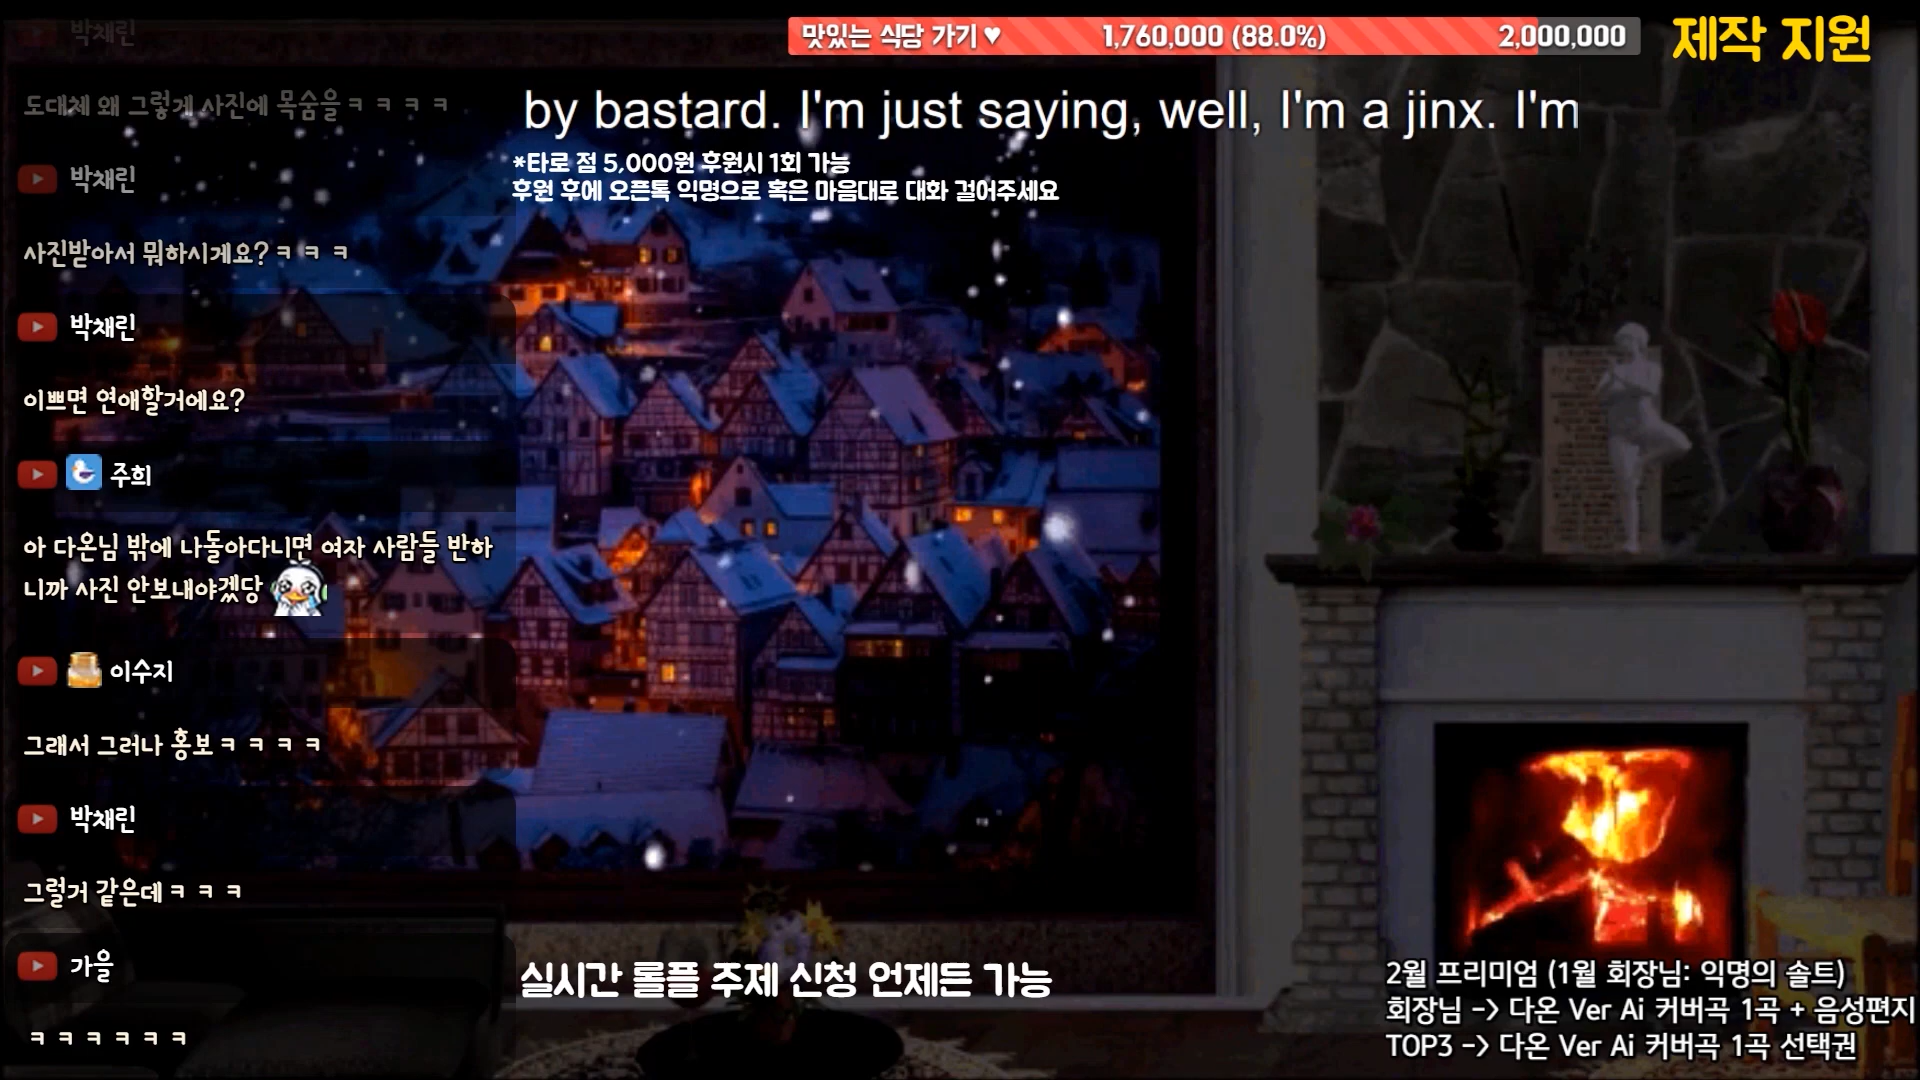 박채린
도대체 왜 그렇게 사진에 목숨을ㅋㅋㅋㅋ
박채린
사진받아서 뭐하시게요?ㅋㅋㅋ
박채린
이쁘면 연애할거에요?
주희
아 다온님 밖에 나돌아다니면 여자 사람들 반하
니까 사진 안보내야겠당
이수지
그래서 그러나 홍보ㅋㅋㅋㅋ
박채린
그럴거 같은데ㅋㅋㅋ
가을
ㅋㅋㅋㅋㅋㅋ
맛있는 식당 가기♥ 1,760,000 (88.0%) 2,000,000
제작 지원
by bastard. I'm just saying, well, I'm a jinx. I'm
*타로 점 5,000원 후원시 1회 가능
후원 후에 오픈톡 익명으로 혹은 마음대로 대화 걸어주세요
실시간 롤플 주제 신청 언제든 가능
2월 프리미엄 (1월 회장님: 익명의 솔트)
회장님 -> 다온 Ver Ai 커버곡 1곡 + 음성편지
TOP3 -> 다온 Ver Ai 커버곡 1곡 선택권